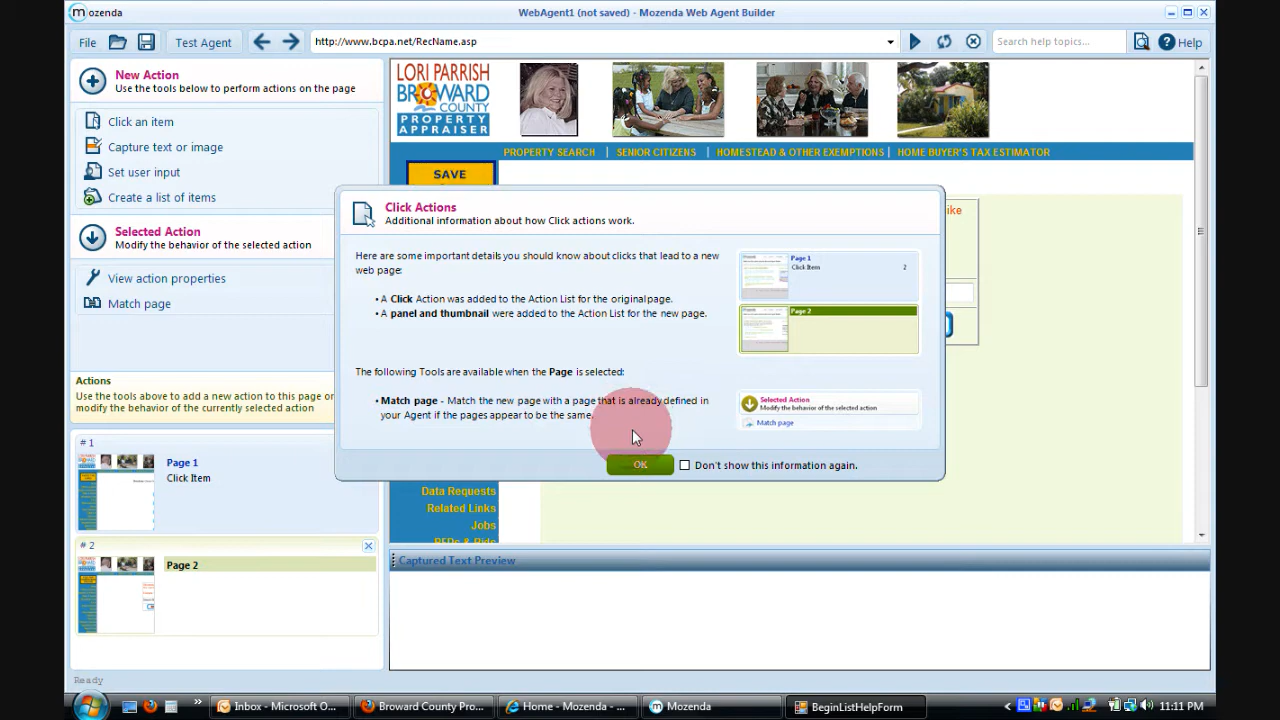 mozenda
WebAgent1 (not saved) - Mozenda Web Agent Builder
File
Test Agent
http://www.bcpa.net/RecName.asp
Search help topics...
Help
New Action
Use the tools below to perform actions on the page
Click an item
Capture text or image
Set user input
Create a list of items
Selected Action
Modify the behavior of the selected action
View action properties
Match page
Actions
Use the tools above to add a new action to this page or
modify the behavior of the currently selected action
# 1
Page 1
Click Item
# 2
Page 2
LORI PARRISH
BROWARD
COUNTY
PROPERTY
APPRAISER
PROPERTY SEARCH | SENIOR CITIZENS | HOMESTEAD & OTHER EXEMPTIONS | HOME BUYER'S TAX ESTIMATOR
SAVE
ike
Click Actions
Additional information about how Click actions work.
Here are some important details you should know about clicks that lead to a new
web page:
• A Click Action was added to the Action List for the original page.
• A panel and thumbnail were added to the Action List for the new page.
The following Tools are available when the Page is selected:
• Match page - Match the new page with a page that is already defined in
your Agent if the pages appear to be the same.
Page 1
Click Item 2
Page 2
Selected Action
Modify the behavior of the selected action
Match page
OK
Don't show this information again.
Data Requests
Related Links
Jobs
RFPs & Bids
Captured Text Preview
Ready
Inbox - Microsoft O...
Broward County Pro...
Home - Mozenda - ...
Mozenda
BeginListHelpForm
11:11 PM